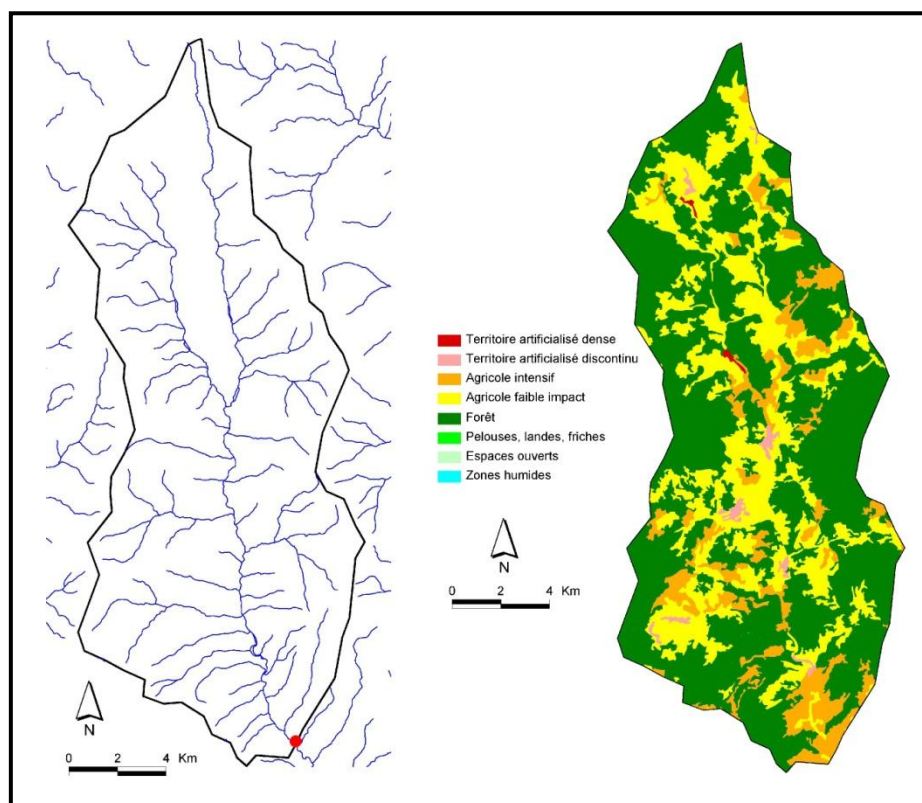 Territoire artificialisé dense
Territoire artificialisé discontinu
Agricole intensif
Agricole faible impact
Forêt
Pelouses, landes, friches
Espaces ouverts
Zones humides
N
0 2 4 Km
N
0 2 4 Km